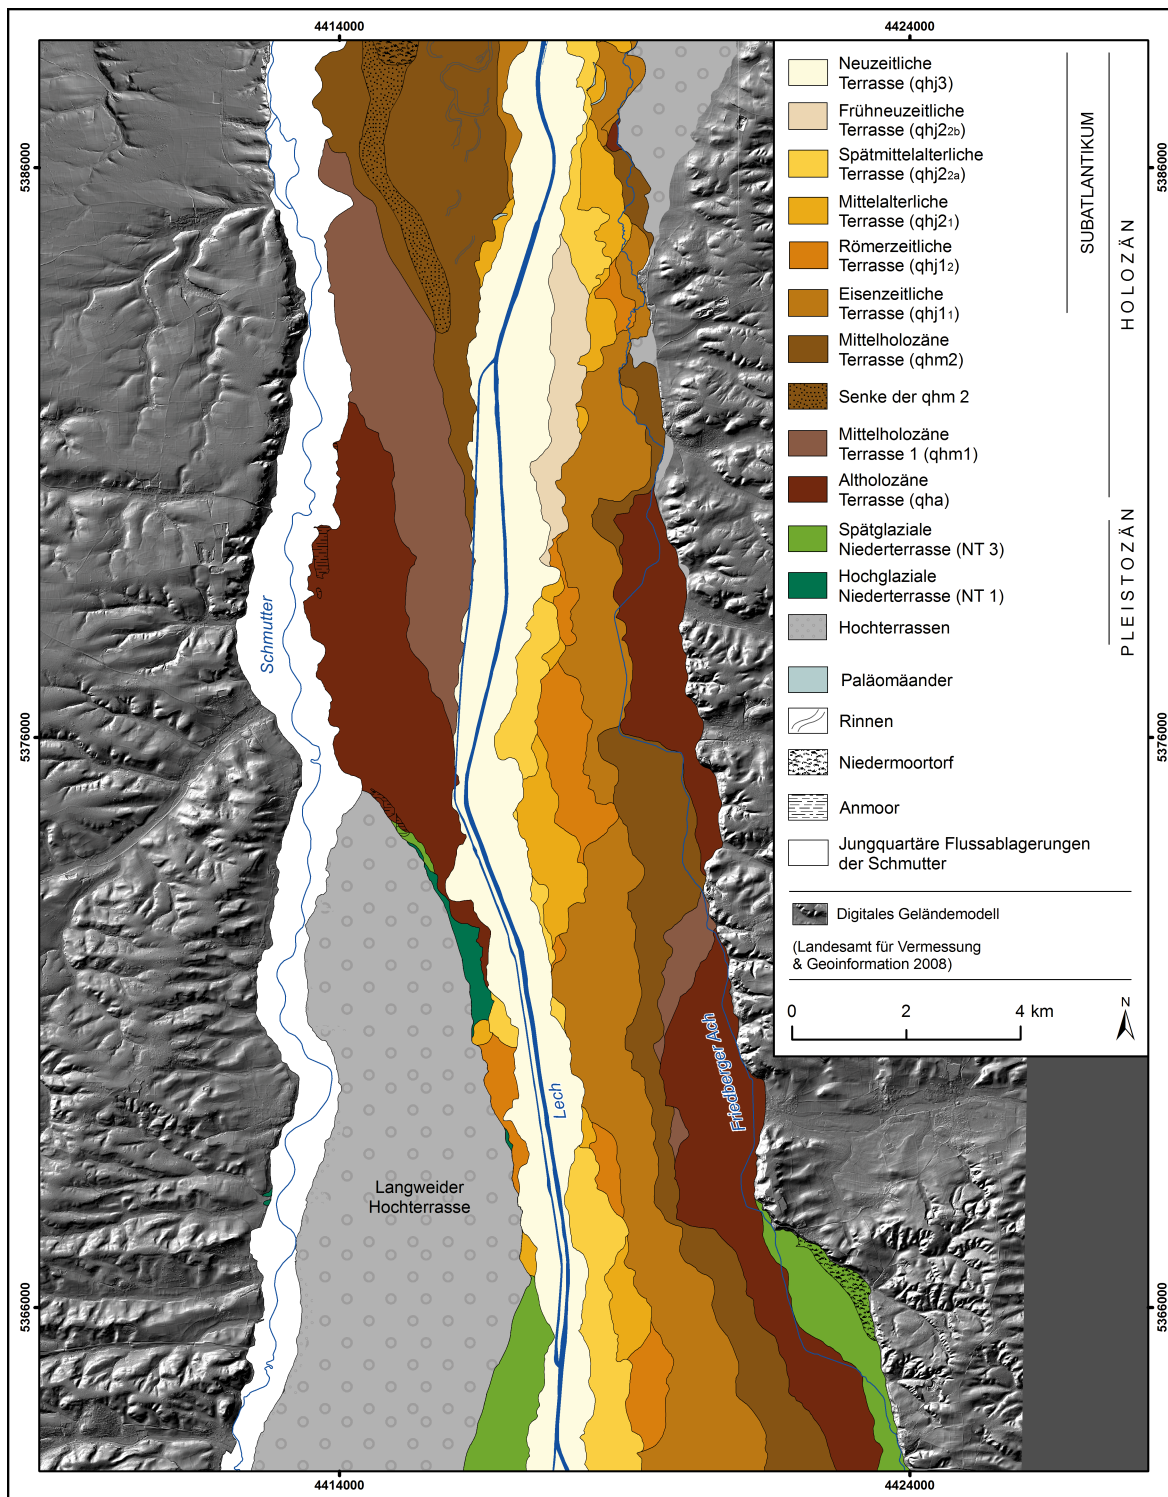 4414000
4424000
5386000
5386000
5376000
5376000
5366000
5366000
4414000
4424000
Neuzeitliche
Terrasse (qhj3)
Frühneuzeitliche
Terrasse (qhj22b)
Spätmittelalterliche
Terrasse (qhj22a)
Mittelalterliche
Terrasse (qhj21)
Römerzeitliche
Terrasse (qhj12)
Eisenzeitliche
Terrasse (qhj11)
Mittelholozäne
Terrasse (qhm2)
Senke der qhm 2
Mittelholozäne
Terrasse 1 (qhm1)
Altholozäne
Terrasse (qha)
Spätglaziale
Niederterrasse (NT 3)
Hochglaziale
Niederterrasse (NT 1)
Hochterrassen
SUBATLANTIKUM
HOLOZÄN
PLEISTOZÄN
Paläomäander
Rinnen
Niedermoortorf
Anmoor
Jungquartäre Flussablagerungen
der Schmutter
Digitales Geländemodell
(Landesamt für Vermessung
& Geoinformation 2008)
0 2 4 km
N
Schmutter
Lech
Friedberger Ach
Langweider
Hochterrasse